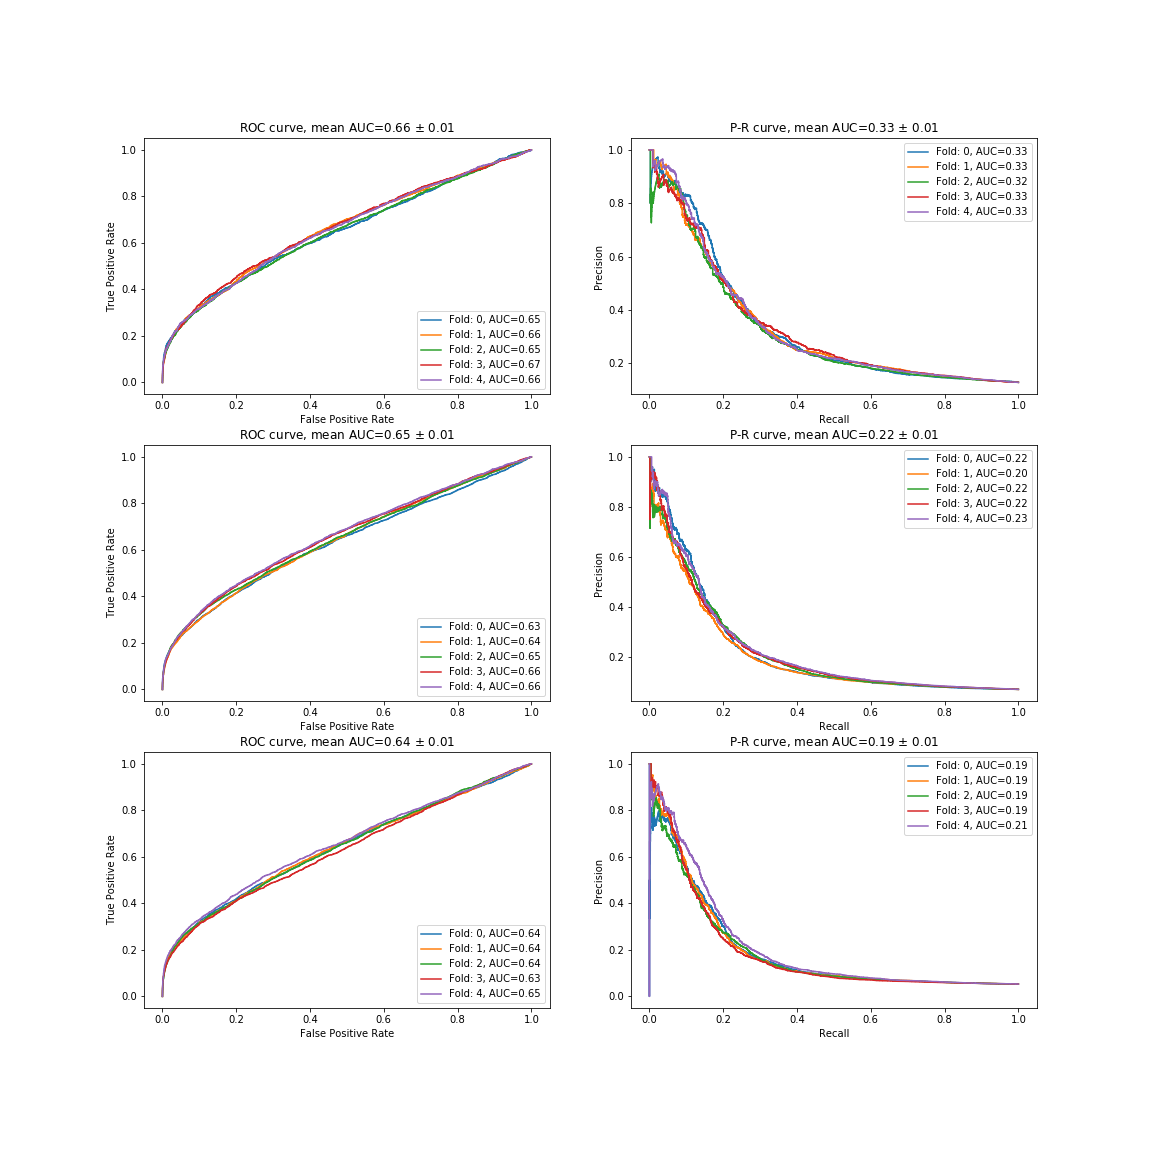 ROC curve, mean AUC=0.66 ± 0.01
True Positive Rate
1.0
0.8
0.6
0.4
0.2
0.0
Fold: 0, AUC=0.65
Fold: 1, AUC=0.66
Fold: 2, AUC=0.65
Fold: 3, AUC=0.67
Fold: 4, AUC=0.66
0.0 0.2 0.4 0.6 0.8 1.0
False Positive Rate
P-R curve, mean AUC=0.33 ± 0.01
Precision
1.0
0.8
0.6
0.4
0.2
Fold: 0, AUC=0.33
Fold: 1, AUC=0.33
Fold: 2, AUC=0.32
Fold: 3, AUC=0.33
Fold: 4, AUC=0.33
0.0 0.2 0.4 0.6 0.8 1.0
Recall
ROC curve, mean AUC=0.65 ± 0.01
True Positive Rate
1.0
0.8
0.6
0.4
0.2
0.0
Fold: 0, AUC=0.63
Fold: 1, AUC=0.64
Fold: 2, AUC=0.65
Fold: 3, AUC=0.66
Fold: 4, AUC=0.66
0.0 0.2 0.4 0.6 0.8 1.0
False Positive Rate
P-R curve, mean AUC=0.22 ± 0.01
Precision
1.0
0.8
0.6
0.4
0.2
Fold: 0, AUC=0.22
Fold: 1, AUC=0.20
Fold: 2, AUC=0.22
Fold: 3, AUC=0.22
Fold: 4, AUC=0.23
0.0 0.2 0.4 0.6 0.8 1.0
Recall
ROC curve, mean AUC=0.64 ± 0.01
True Positive Rate
1.0
0.8
0.6
0.4
0.2
0.0
Fold: 0, AUC=0.64
Fold: 1, AUC=0.64
Fold: 2, AUC=0.64
Fold: 3, AUC=0.63
Fold: 4, AUC=0.65
0.0 0.2 0.4 0.6 0.8 1.0
False Positive Rate
P-R curve, mean AUC=0.19 ± 0.01
Precision
1.0
0.8
0.6
0.4
0.2
0.0
Fold: 0, AUC=0.19
Fold: 1, AUC=0.19
Fold: 2, AUC=0.19
Fold: 3, AUC=0.19
Fold: 4, AUC=0.21
0.0 0.2 0.4 0.6 0.8 1.0
Recall